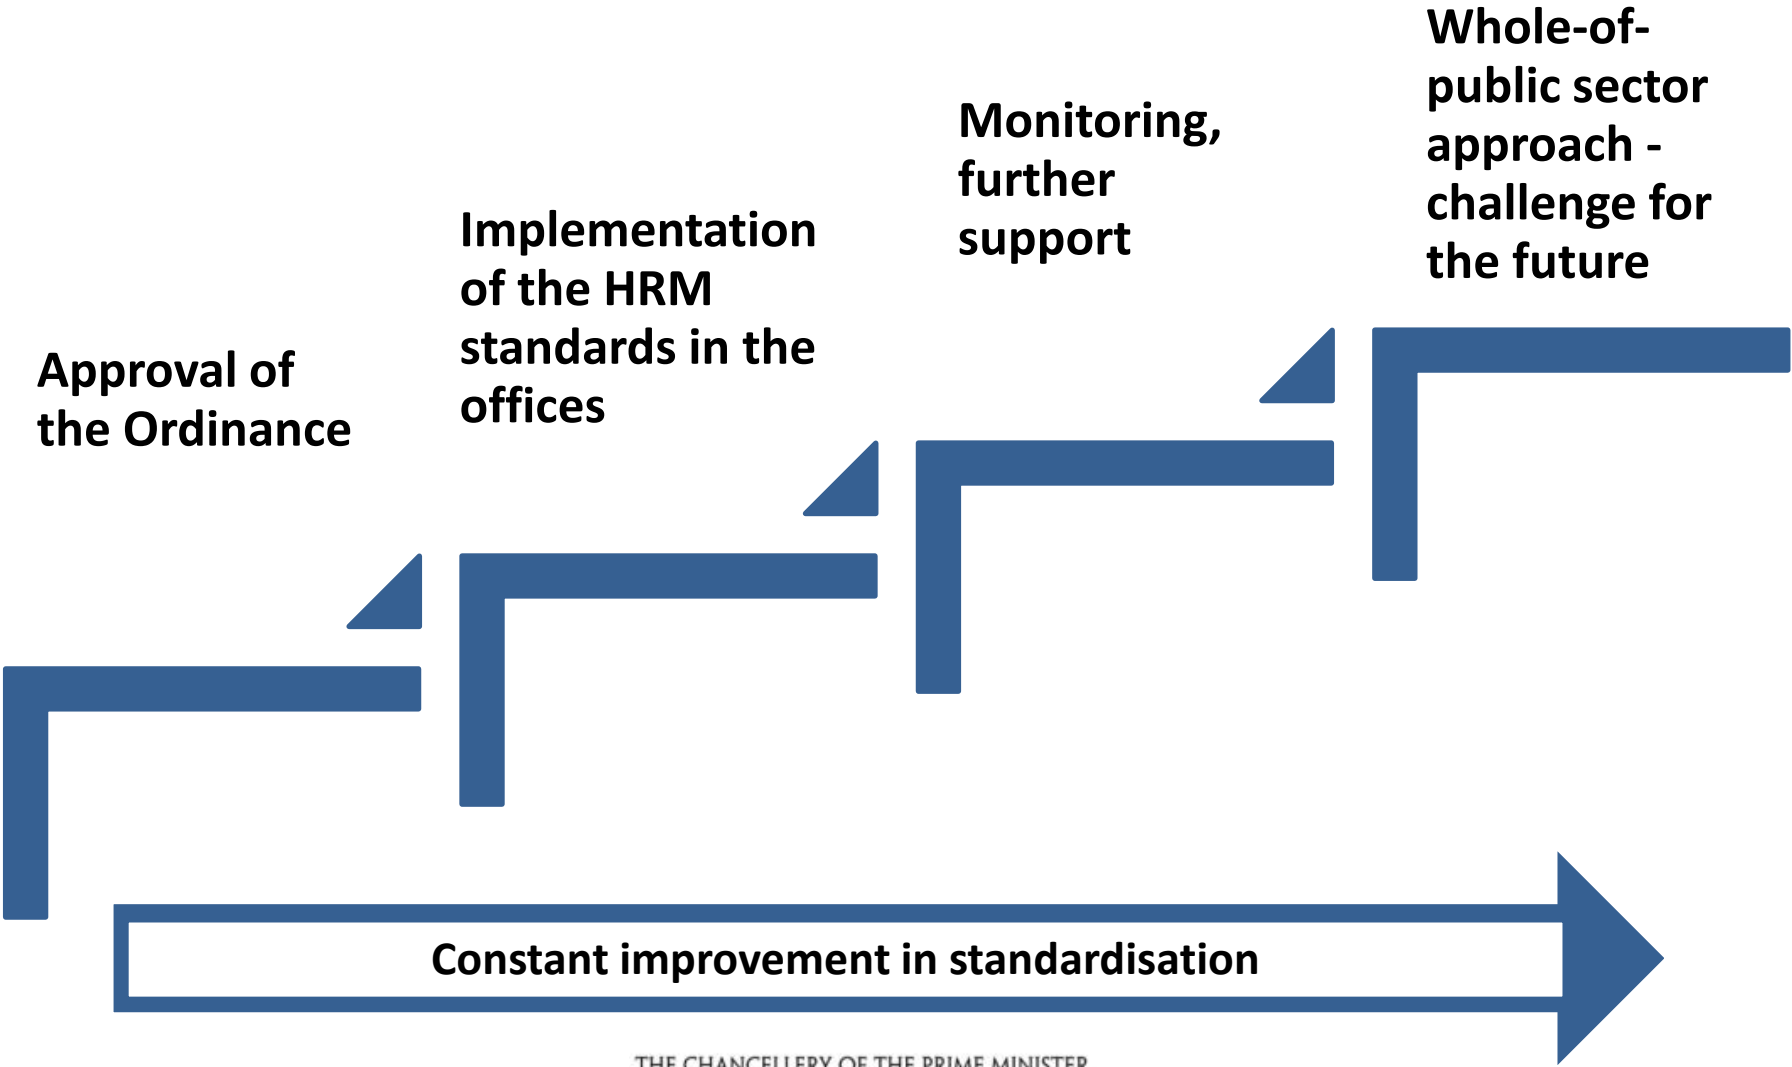 Approval of
the Ordinance
Implementation
of the HRM
standards in the
offices
Monitoring,
further
support
Whole-of-
public sector
approach -
challenge for
the future
Constant improvement in standardisation
THE CHANCELLERY OF THE PRIME MINISTER